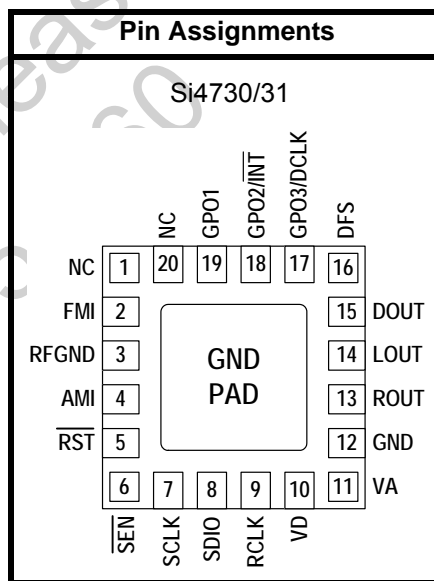 Pin Assignments
Si4730/31
NC
GPO1
GPO2/INT
GPO3/DCLK
DFS
NC 1 20 19 18 17 16
FMI 2 15 DOUT
RFGND 3 14 LOUT
GND
PAD
AMI 4 13 ROUT
RST 5 12 GND
6 7 8 9 10 11 VA
SEN
SCLK
SDIO
RCLK
VD